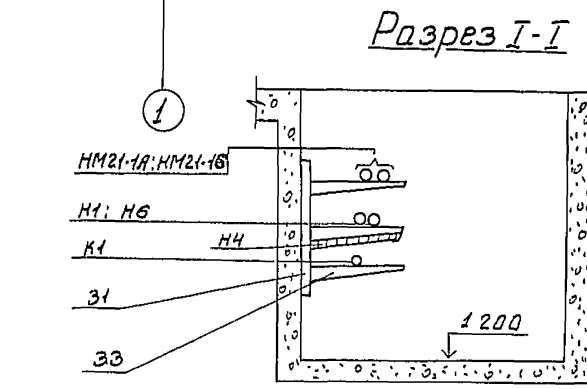 Разрез I-I
1
НМ21-1А; НМ21-1Б
Н1; Н6
Н4
К1
31
33
1 200